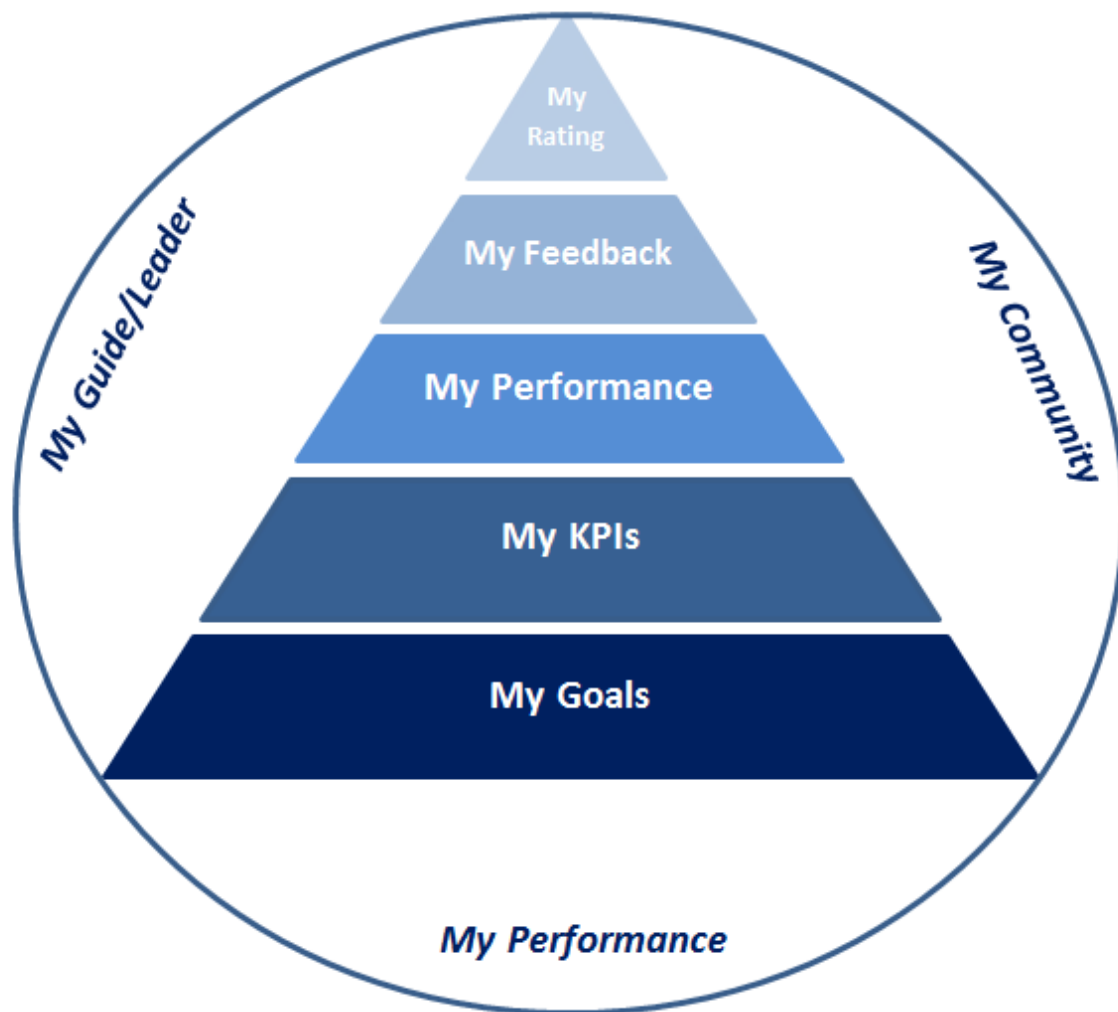 My
Rating
My Feedback
My Guide/Leader
My Community
My Performance
My KPIs
My Goals
My Performance